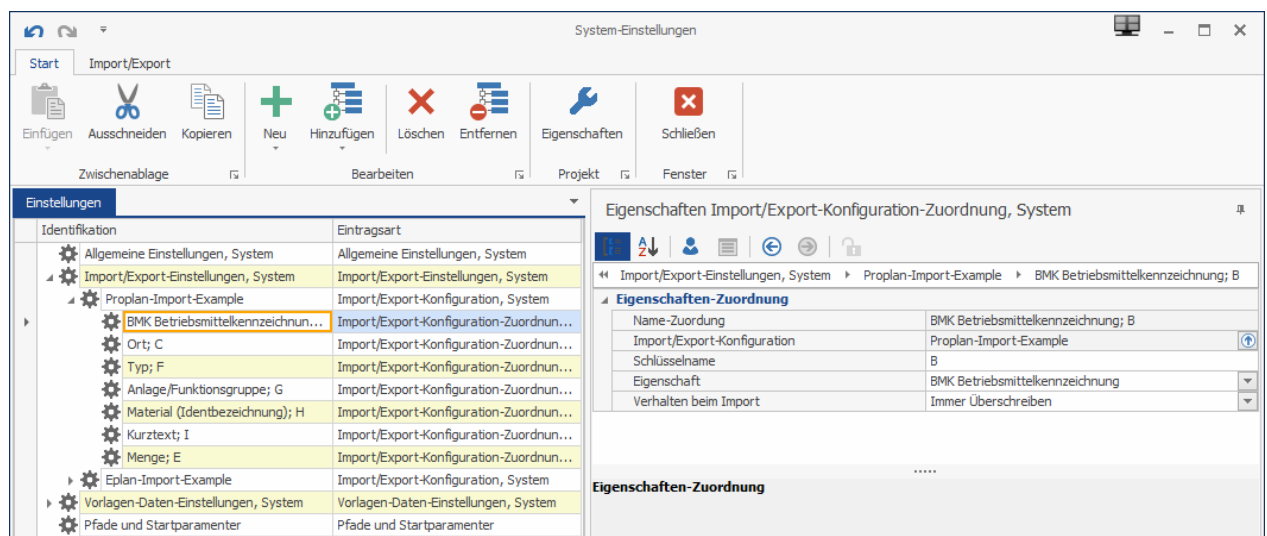 System-Einstellungen
Start Import/Export
Einfügen Ausschneiden Kopieren Neu Hinzufügen Löschen Entfernen Eigenschaften Schließen
Zwischenablage Bearbeiten Projekt Fenster
Einstellungen
Identifikation Eintragsart
Allgemeine Einstellungen, System Allgemeine Einstellungen, System
Import/Export-Einstellungen, System Import/Export-Einstellungen, System
Proplan-Import-Example Import/Export-Konfiguration, System
BMK Betriebsmittelkennzeichnun... Import/Export-Konfiguration-Zuordnun...
Ort; C Import/Export-Konfiguration-Zuordnun...
Typ; F Import/Export-Konfiguration-Zuordnun...
Anlage/Funktionsgruppe; G Import/Export-Konfiguration-Zuordnun...
Material (Identbezeichnung); H Import/Export-Konfiguration-Zuordnun...
Kurztext; I Import/Export-Konfiguration-Zuordnun...
Menge; E Import/Export-Konfiguration-Zuordnun...
Eplan-Import-Example Import/Export-Konfiguration, System
Vorlagen-Daten-Einstellungen, System Vorlagen-Daten-Einstellungen, System
Pfade und Startparamenter Pfade und Startparamenter
Eigenschaften Import/Export-Konfiguration-Zuordnung, System
Import/Export-Einstellungen, System Proplan-Import-Example BMK Betriebsmittelkennzeichnung; B
Eigenschaften-Zuordnung
Name-Zuordung BMK Betriebsmittelkennzeichnung; B
Import/Export-Konfiguration Proplan-Import-Example
Schlüsselname B
Eigenschaft BMK Betriebsmittelkennzeichnung
Verhalten beim Import Immer Überschreiben
Eigenschaften-Zuordnung